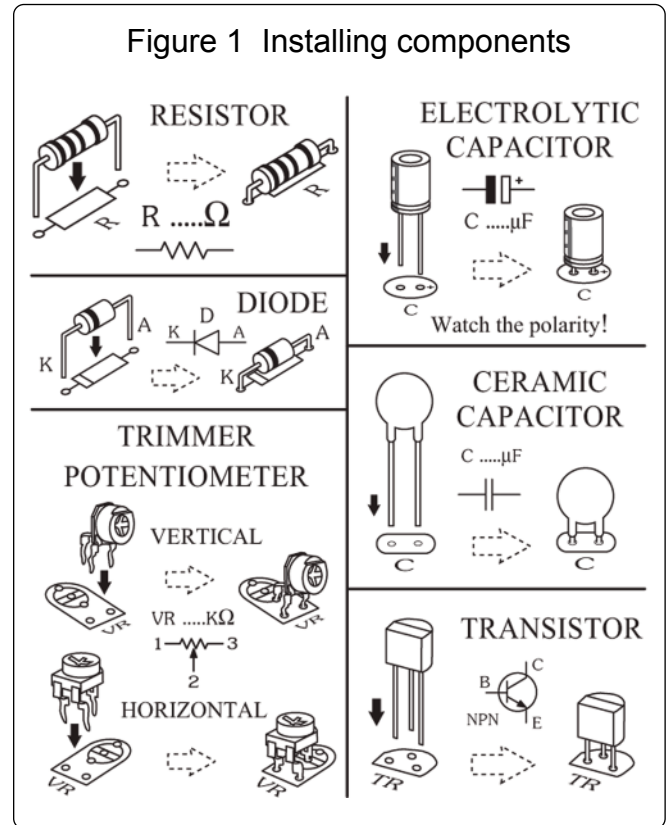 Figure 1 Installing components
RESISTOR
R
R
R .....Ω
DIODE
A
K
D
K
A
A
K
TRIMMER
POTENTIOMETER
VERTICAL
VR
VR
VR .....KΩ
1
3
2
HORIZONTAL
VR
VR
ELECTROLYTIC
CAPACITOR
+
C .....µF
+
C
+
C
Watch the polarity!
CERAMIC
CAPACITOR
C .....µF
C
C
TRANSISTOR
C
B
NPN
E
TR
TR